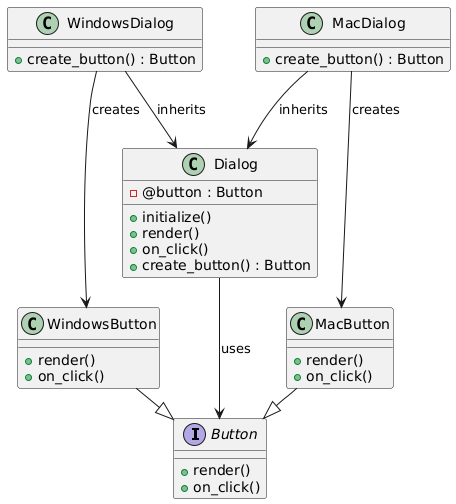 C WindowsDialog
create_button() : Button
C MacDialog
create_button() : Button
creates
inherits
inherits
creates
C Dialog
@button : Button
initialize()
render()
on_click()
create_button() : Button
C WindowsButton
render()
on_click()
uses
C MacButton
render()
on_click()
I Button
render()
on_click()